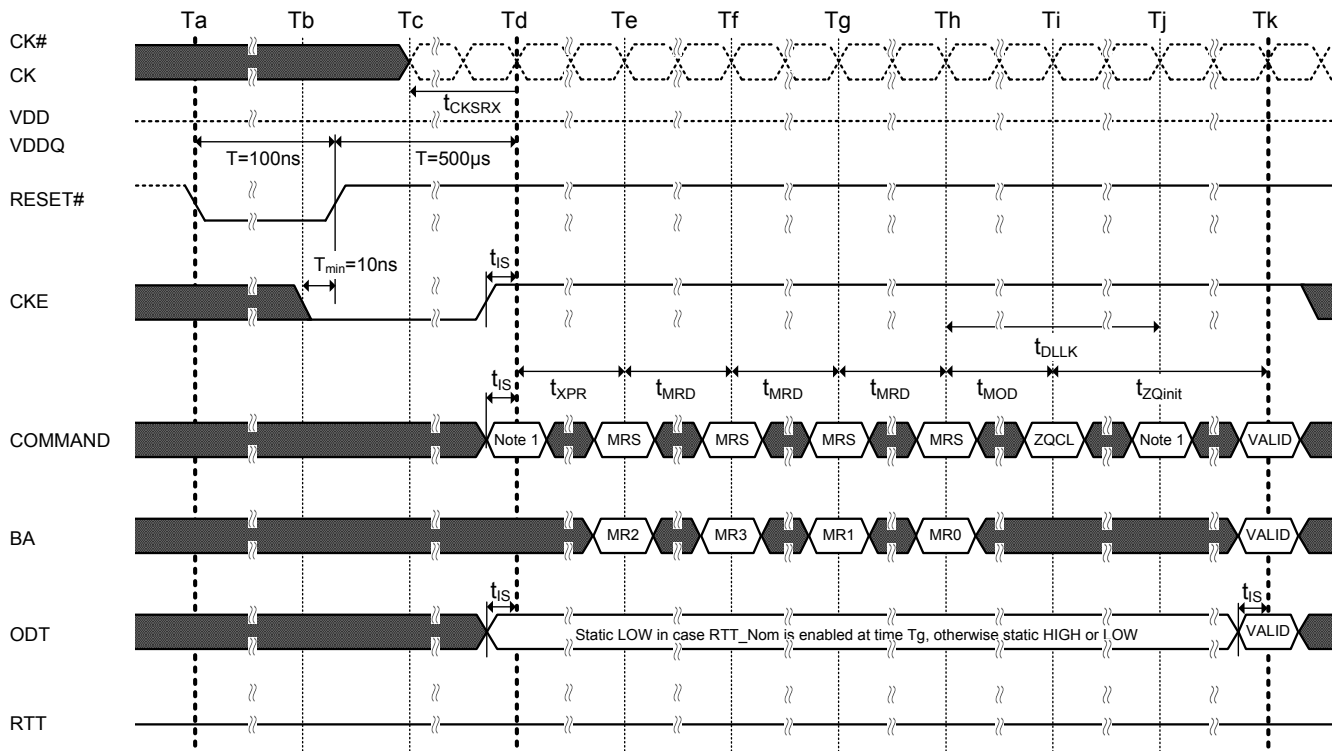 Ta Tb Tc Td Te Tf Tg Th Ti Tj Tk
CK#
CK
tCKSRX
VDD
VDDQ
T=100ns T=500µs
RESET#
Tmin=10ns tIS
CKE
tDLLK
tIS tXPR tMRD tMRD tMRD tMOD tZQinit
COMMAND Note 1 MRS MRS MRS MRS ZQCL Note 1 VALID
BA MR2 MR3 MR1 MR0 VALID
tIS tIS
ODT Static LOW in case RTT_Nom is enabled at time Tg, otherwise static HIGH or LOW VALID
RTT